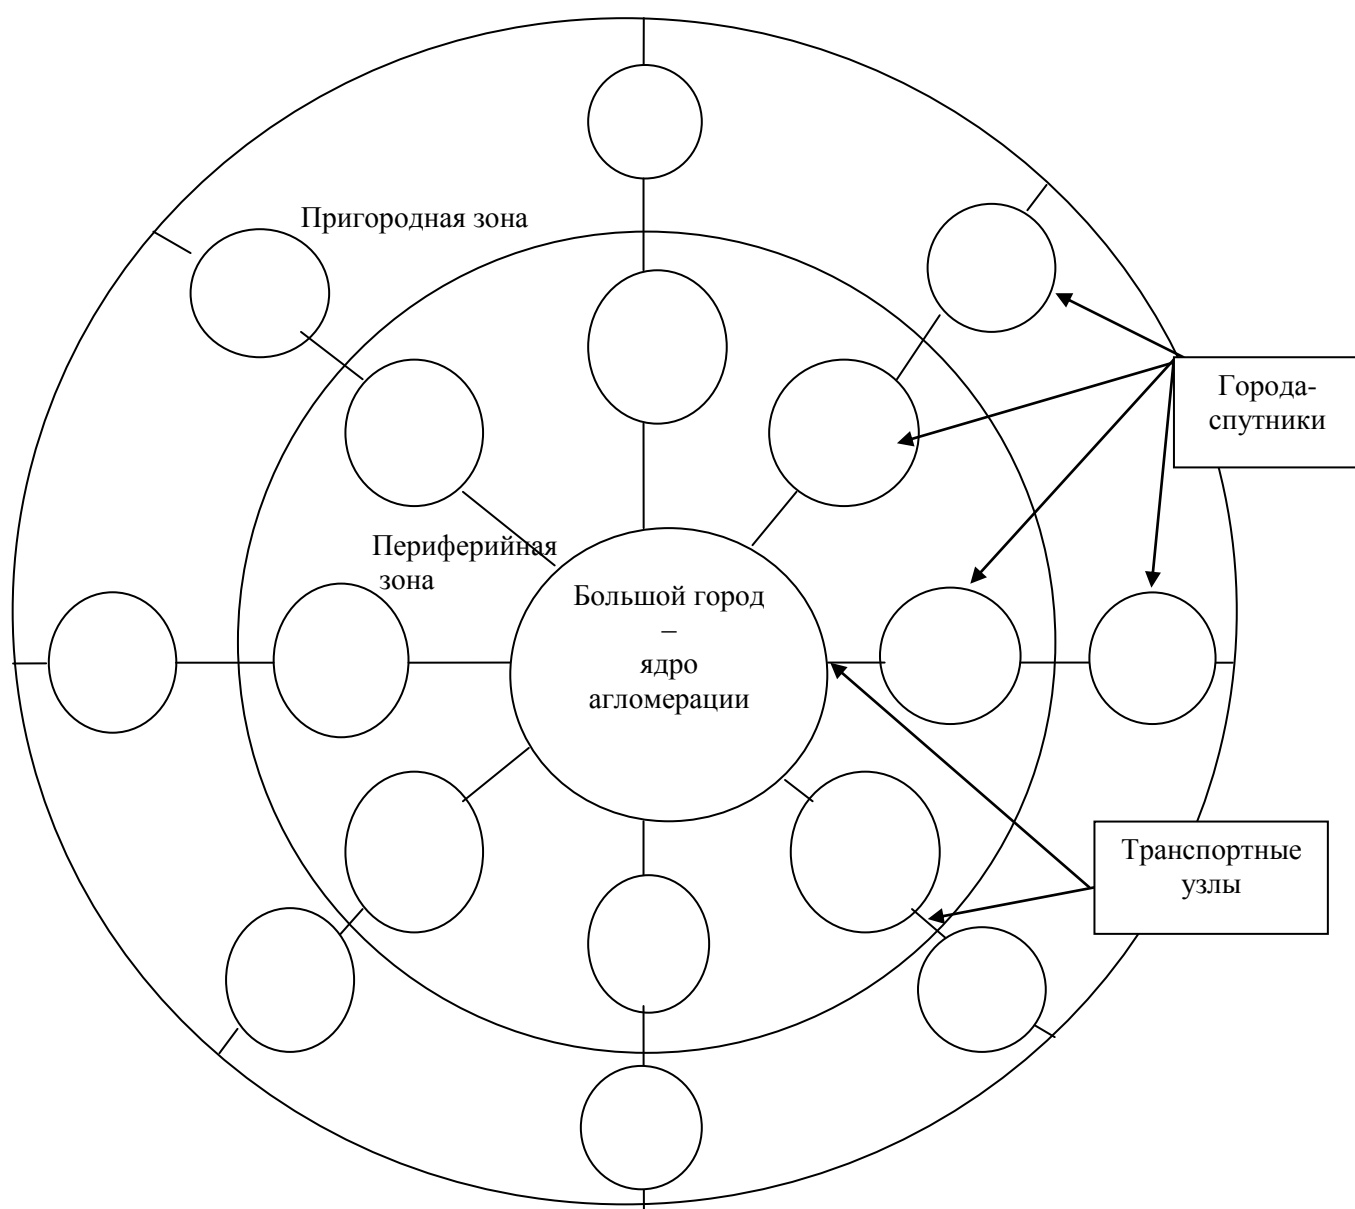 Пригородная зона
Города-
спутники
Периферийная
зона
Большой город
–
ядро
агломерации
Транспортные
узлы